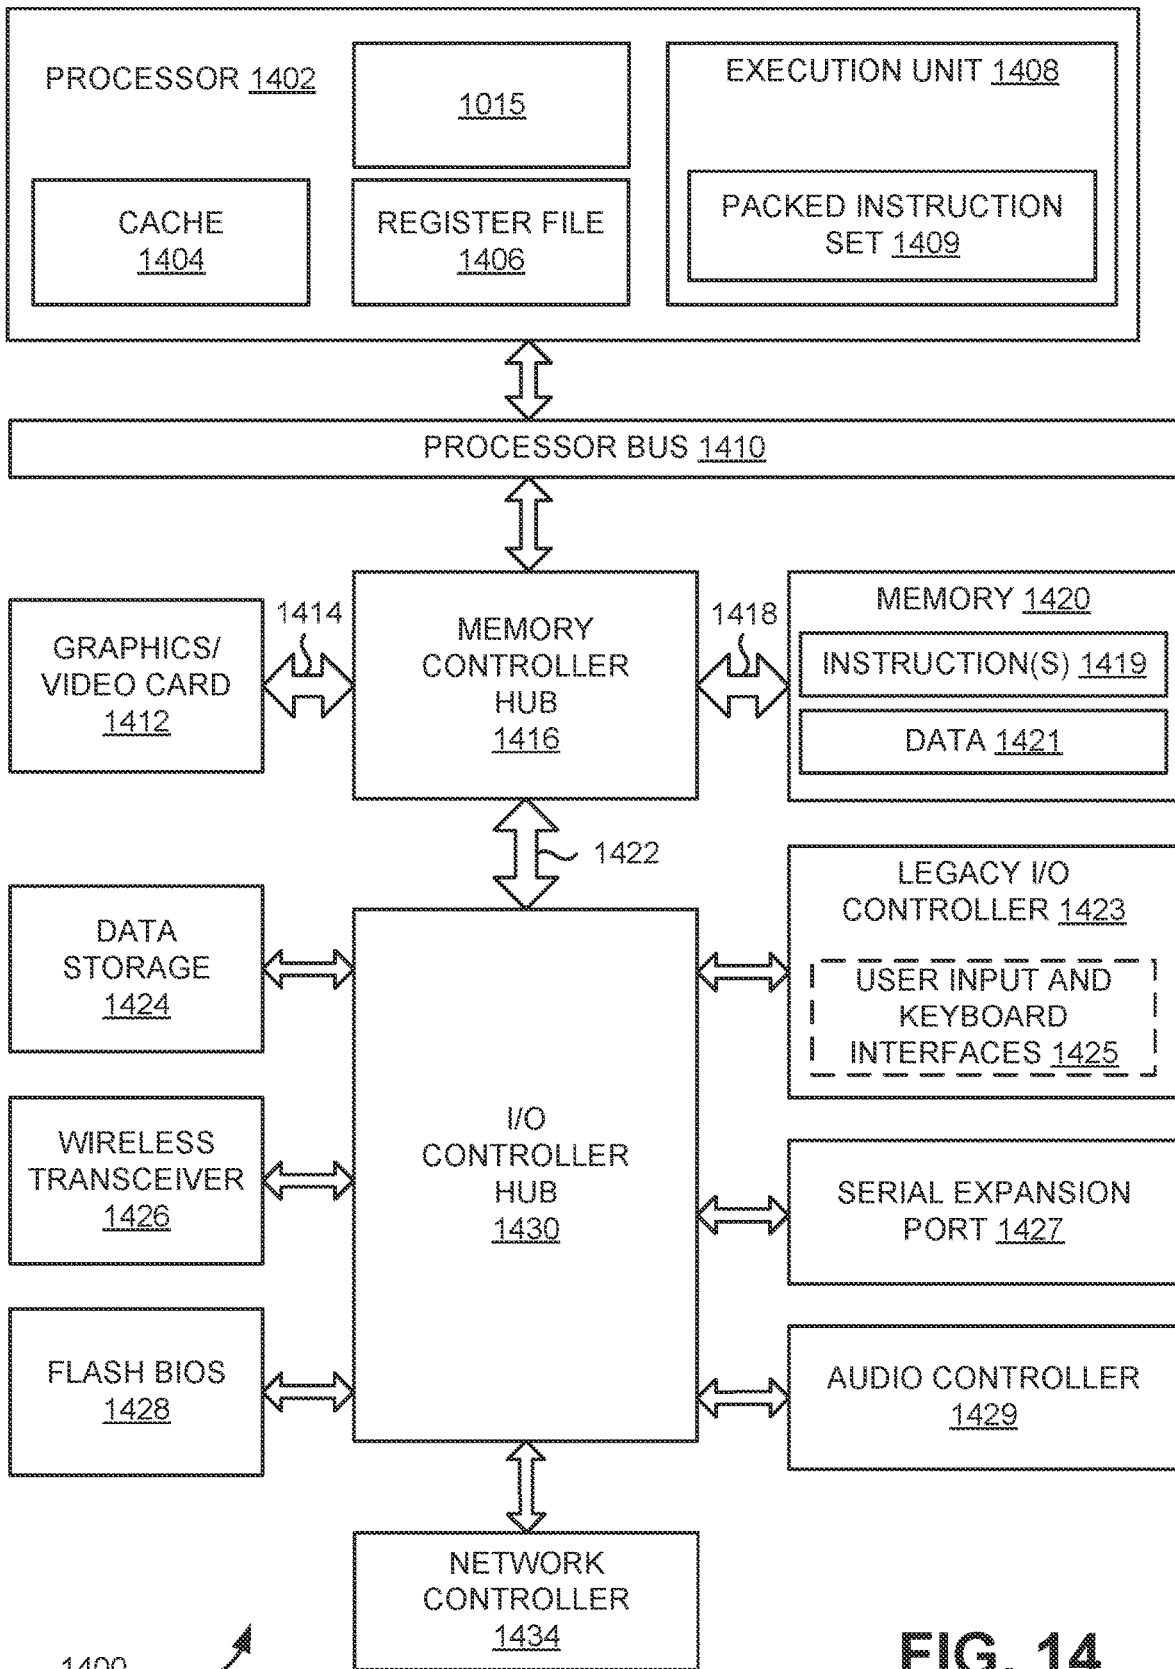 PROCESSOR 1402
1015
EXECUTION UNIT 1408
CACHE
1404
REGISTER FILE
1406
PACKED INSTRUCTION
SET 1409
PROCESSOR BUS 1410
GRAPHICS/
VIDEO CARD
1412
1414
MEMORY
CONTROLLER
HUB
1416
1418
MEMORY 1420
INSTRUCTION(S) 1419
DATA 1421
1422
DATA
STORAGE
1424
LEGACY I/O
CONTROLLER 1423
USER INPUT AND
KEYBOARD
INTERFACES 1425
WIRELESS
TRANSCEIVER
1426
I/O
CONTROLLER
HUB
1430
SERIAL EXPANSION
PORT 1427
FLASH BIOS
1428
AUDIO CONTROLLER
1429
NETWORK
CONTROLLER
1434
1400
FIG. 14